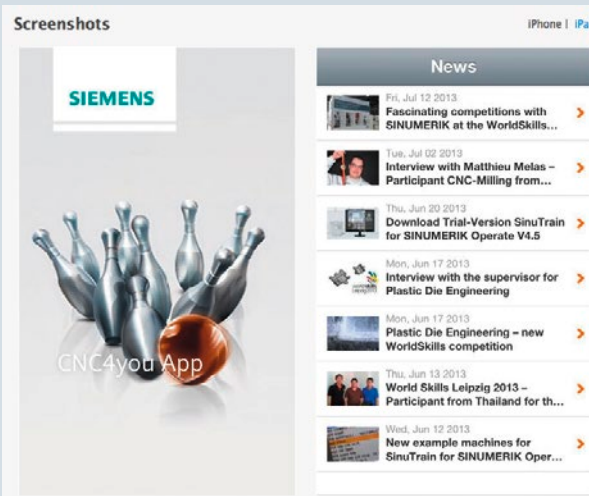 Screenshots
iPhone | iPa
SIEMENS
CNC4you App
News
Fri, Jul 12 2013
Fascinating competitions with
SINUMERIK at the WorldSkills...
Tue, Jul 02 2013
Interview with Matthieu Melas –
Participant CNC-Milling from...
Thu, Jun 20 2013
Download Trial-Version SinuTrain
for SINUMERIK Operate V4.5
Mon, Jun 17 2013
Interview with the supervisor for
Plastic Die Engineering
Mon, Jun 17 2013
Plastic Die Engineering – new
WorldSkills competition
Thu, Jun 13 2013
World Skills Leipzig 2013 –
Participant from Thailand for th...
Wed, Jun 12 2013
New example machines for
SinuTrain for SINUMERIK Oper...